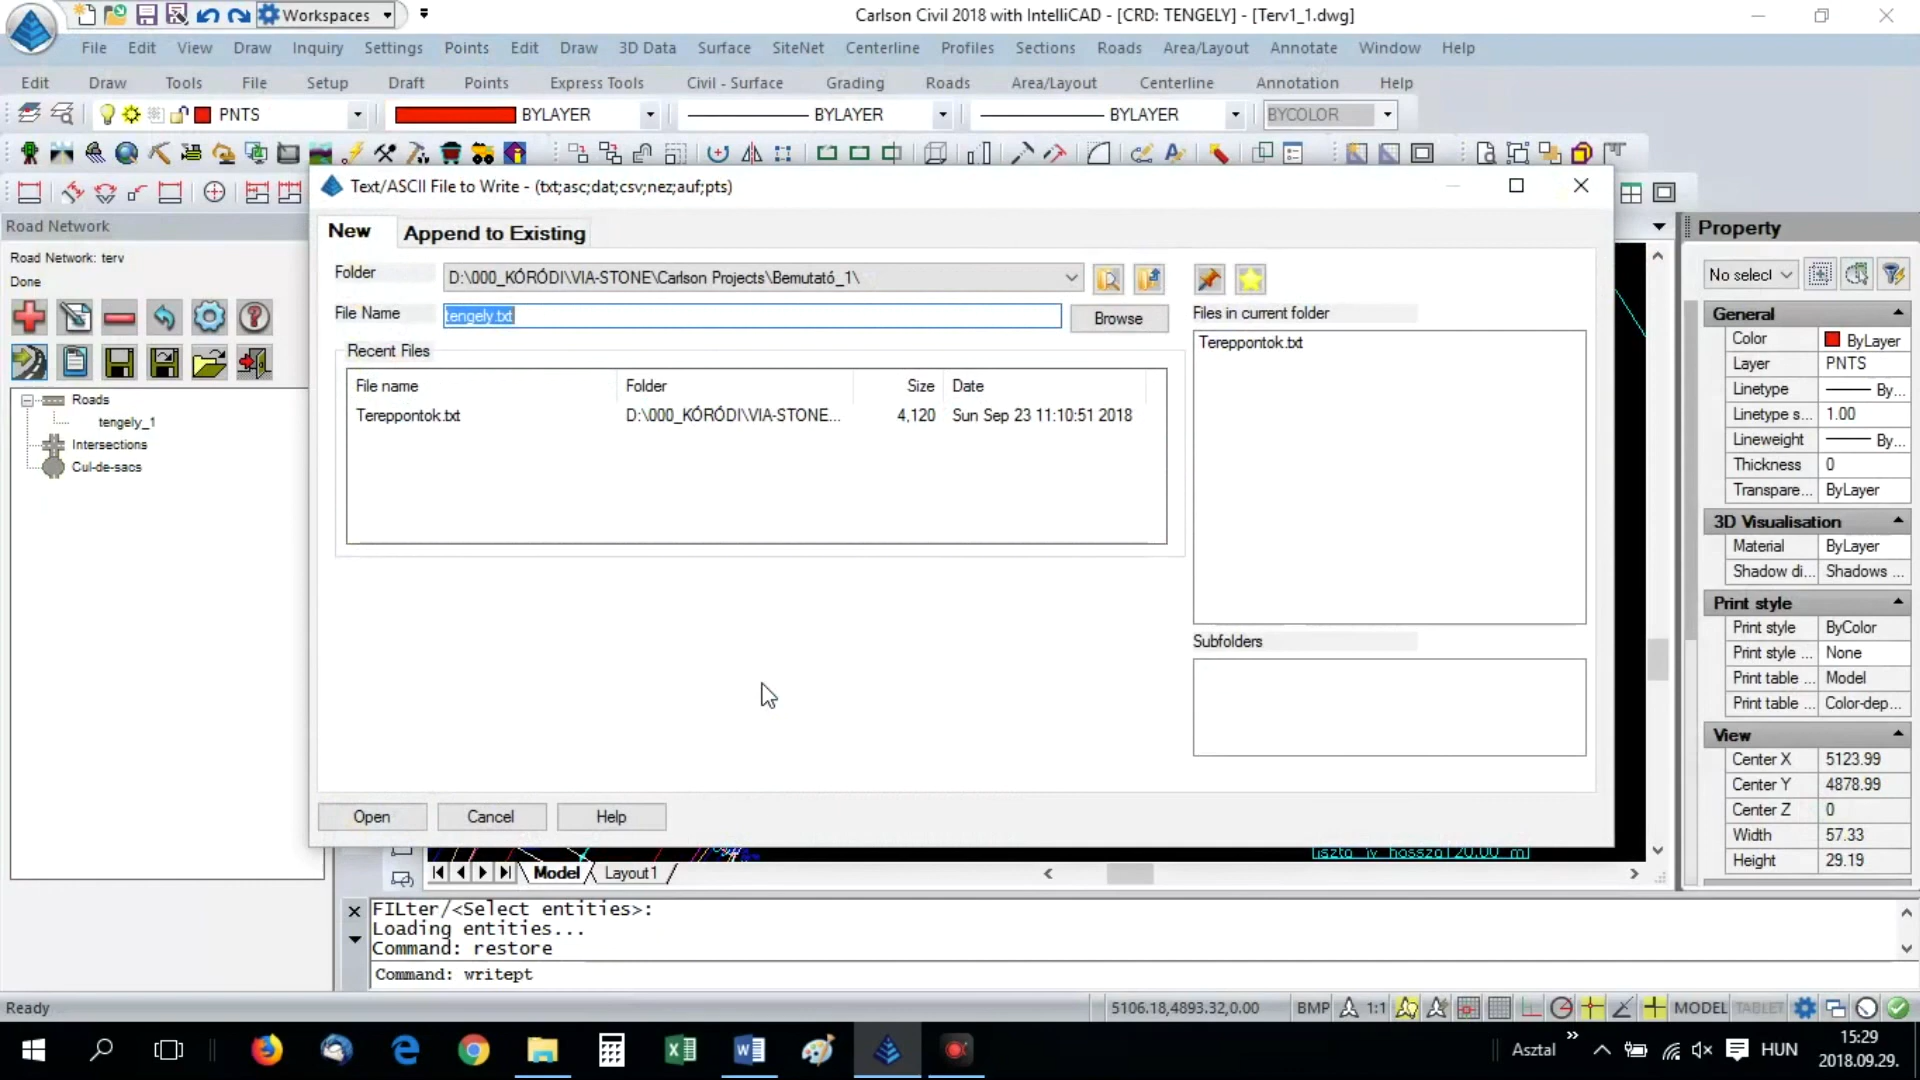 Workspaces
Carlson Civil 2018 with IntelliCAD - [CRD: TENGELY] - [Terv1_1.dwg]
File Edit View Draw Inquiry Settings Points Edit Draw 3D Data Surface SiteNet Centerline Profiles Sections Roads Area/Layout Annotate Window Help
Edit Draw Tools File Setup Draft Points Express Tools Civil - Surface Grading Roads Area/Layout Centerline Annotation Help
PNTS BYLAYER BYLAYER BYLAYER BYCOLOR
Text/ASCII File to Write - (txt;asc;dat;csv;nez;auf;pts)
Road Network
Road Network: terv
Done
Roads
tengely_1
Intersections
Cul-de-sacs
New Append to Existing
Folder D:\000_KÓRÓDI\VIA-STONE\Carlson Projects\Bemutató_1\
File Name tengely.txt Browse
Recent Files
File name Folder Size Date
Tereppontok.txt D:\000_KÓRÓDI\VIA-STONE... 4,120 Sun Sep 23 11:10:51 2018
Files in current folder
Tereppontok.txt
Subfolders
Open Cancel Help
Property
No select
General
Color ByLayer
Layer PNTS
Linetype By...
Linetype s... 1.00
Lineweight By...
Thickness 0
Transpare... ByLayer
3D Visualisation
Material ByLayer
Shadow di... Shadows ...
Print style
Print style ByColor
Print style ... None
Print table ... Model
Print table ... Color-dep...
View
Center X 5123.99
Center Y 4878.99
Center Z 0
Width 57.33
Height 29.19
Model Layout1
FILter/<Select entities>:
Loading entities...
Command: restore
Command: writept
Ready 5106.18,4893.32,0.00 BMP 1:1 MODEL TABLET
Asztal HUN
15:29
2018.09.29.